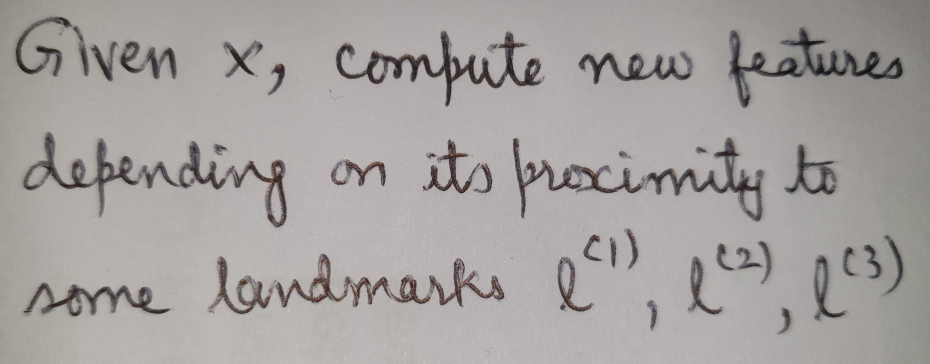 Given x, compute new features
depending on its proximity to
some landmarks l⁽¹⁾, l⁽²⁾, l⁽³⁾